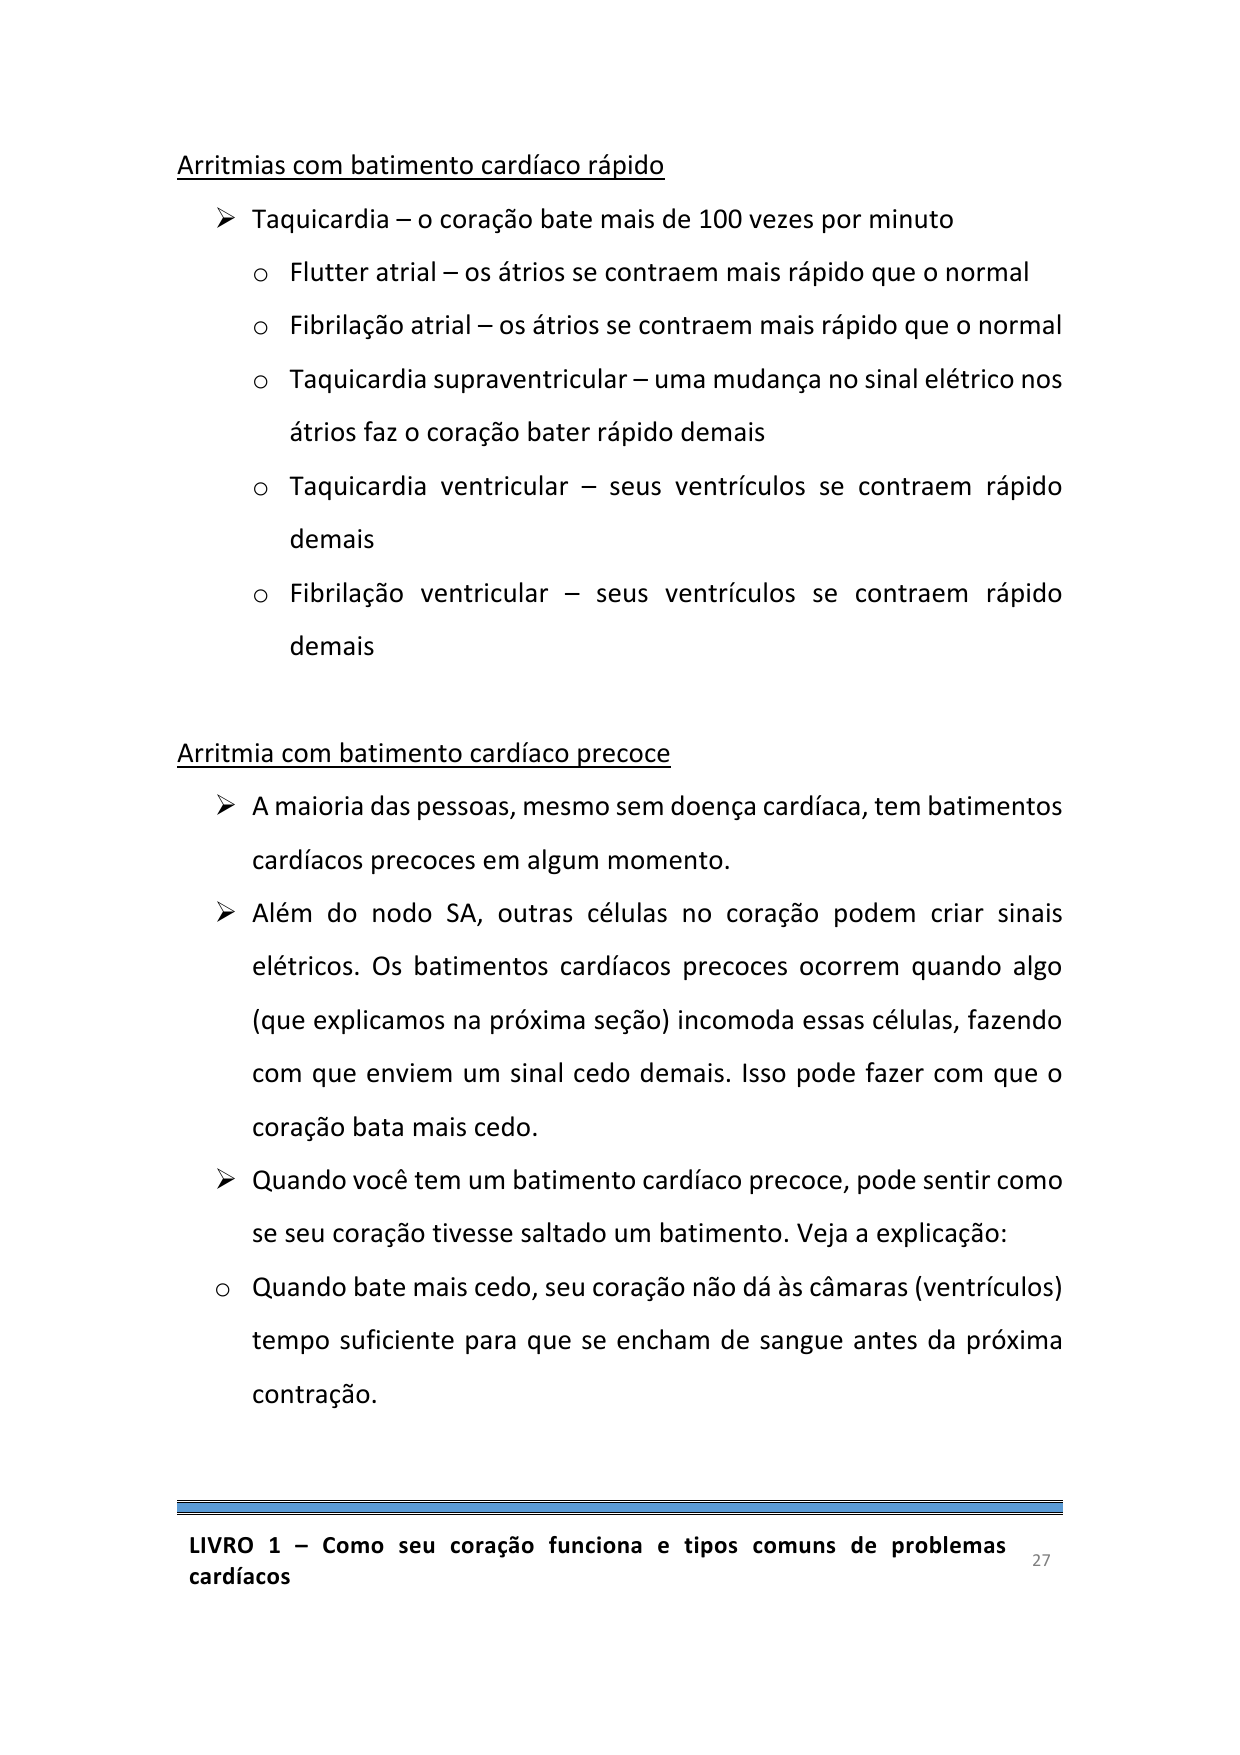 Arritmias com batimento cardíaco rápido
➢ Taquicardia – o coração bate mais de 100 vezes por minuto
o Flutter atrial – os átrios se contraem mais rápido que o normal
o Fibrilação atrial – os átrios se contraem mais rápido que o normal
o Taquicardia supraventricular – uma mudança no sinal elétrico nos
átrios faz o coração bater rápido demais
o Taquicardia ventricular – seus ventrículos se contraem rápido
demais
o Fibrilação ventricular – seus ventrículos se contraem rápido
demais
Arritmia com batimento cardíaco precoce
➢ A maioria das pessoas, mesmo sem doença cardíaca, tem batimentos
cardíacos precoces em algum momento.
➢ Além do nodo SA, outras células no coração podem criar sinais
elétricos. Os batimentos cardíacos precoces ocorrem quando algo
(que explicamos na próxima seção) incomoda essas células, fazendo
com que enviem um sinal cedo demais. Isso pode fazer com que o
coração bata mais cedo.
➢ Quando você tem um batimento cardíaco precoce, pode sentir como
se seu coração tivesse saltado um batimento. Veja a explicação:
o Quando bate mais cedo, seu coração não dá às câmaras (ventrículos)
tempo suficiente para que se encham de sangue antes da próxima
contração.
LIVRO 1 – Como seu coração funciona e tipos comuns de problemas
cardíacos
27